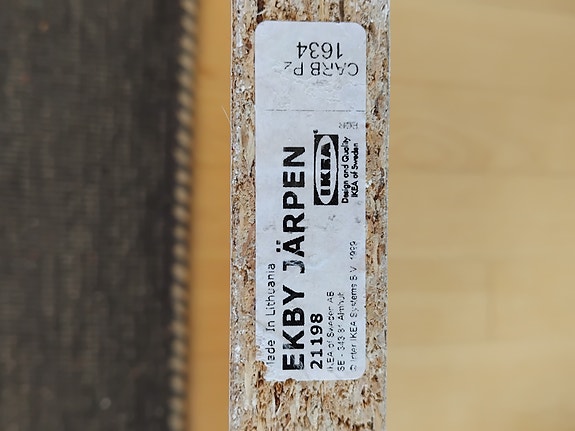 CARB P2
1634
IKEA
Design and Quality
IKEA of Sweden
ade In Lithuania
EKBY JÄRPEN
21198
IKEA of Sweden AB
SE - 343 81 Älmhult
Inter IKEA Systems B.V. 1999